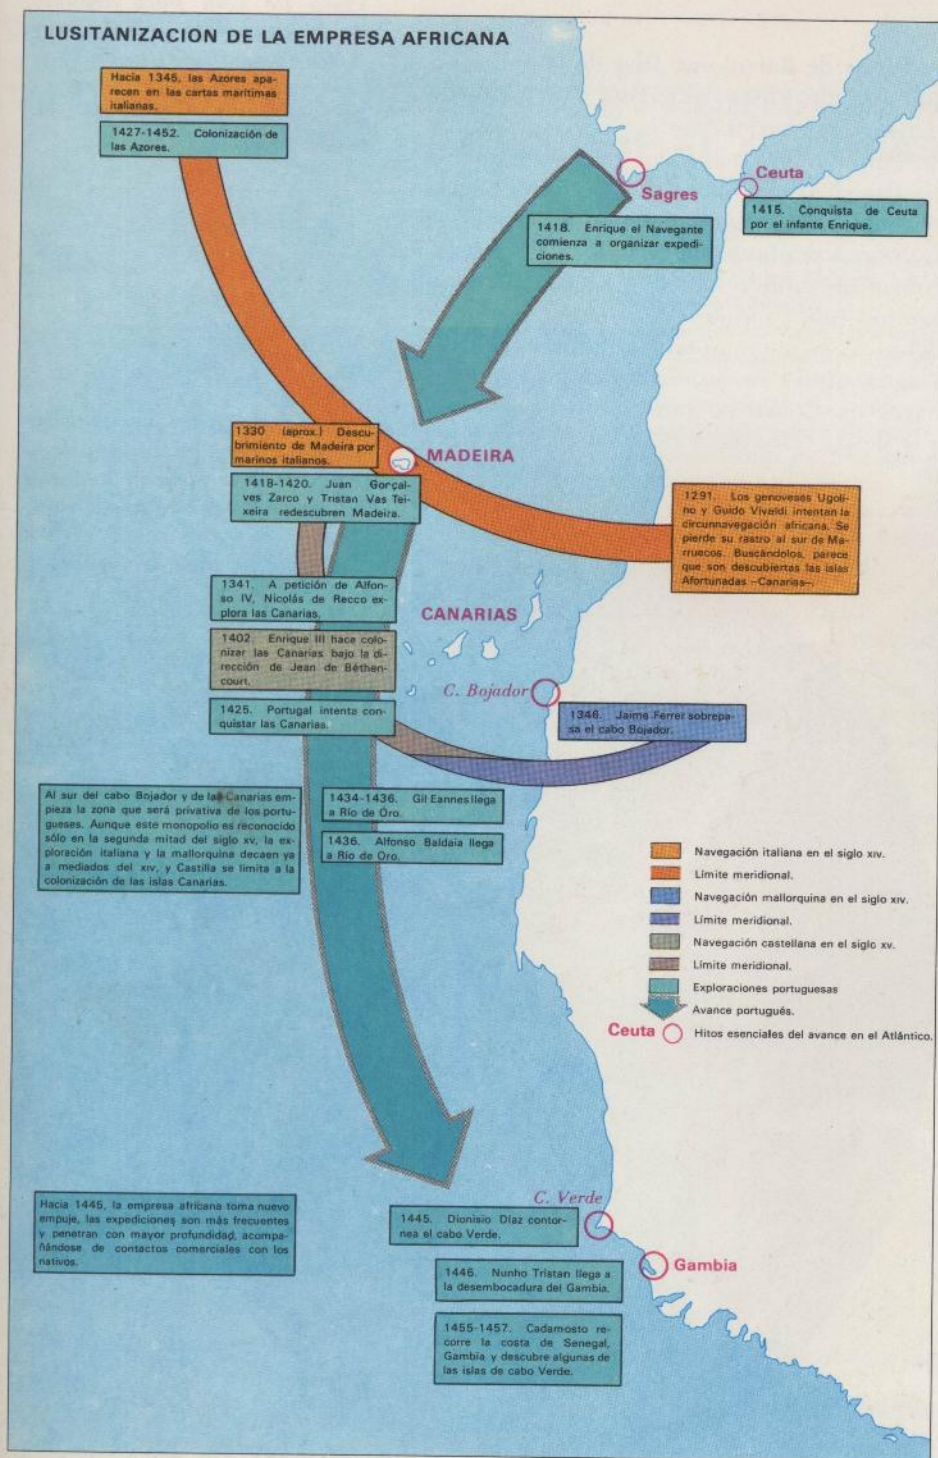 LUSITANIZACION DE LA EMPRESA AFRICANA
Hacia 1345, las Azores apa-
recen en las cartas marítimas
italianas.
1427-1452. Colonización de
las Azores.
Sagres
Ceuta
1415. Conquista de Ceuta
por el infante Enrique.
1418. Enrique el Navegante
comienza a organizar expedi-
ciones.
1330 (aprox.) Descu-
brimiento de Madeira por
marinos italianos.
MADEIRA
1418-1420. Juan Gorçal-
ves Zarco y Tristan Vas Tei-
xeira redescubren Madeira.
1291. Los genoveses Ugoli-
no y Guido Vivaldi intentan la
circunnavegación africana. Se
pierde su rastro al sur de Ma-
rruecos. Buscándolos, parece
que son descubiertas las islas
Afortunadas –Canarias–.
1341. A petición de Alfon-
so IV, Nicolás de Recco ex-
plora las Canarias.
CANARIAS
1402. Enrique III hace colo-
nizar las Canarias bajo la di-
rección de Jean de Béthen-
court.
C. Bojador
1425. Portugal intenta con-
quistar las Canarias.
1346. Jaime Ferrer sobrepa-
sa el cabo Bojador.
Al sur del cabo Bojador y de las Canarias em-
pieza la zona que será privativa de los portu-
gueses. Aunque este monopolio es reconocido
sólo en la segunda mitad del siglo xv, la ex-
ploración italiana y la mallorquina decaen ya
a mediados del xiv, y Castilla se limita a la
colonización de las islas Canarias.
1434-1436. Gil Eannes llega
a Río de Oro.
1436. Alfonso Baldaia llega
a Río de Oro.
Navegación italiana en el siglo xiv.
Límite meridional.
Navegación mallorquina en el siglo xiv.
Límite meridional.
Navegación castellana en el siglo xv.
Límite meridional.
Exploraciones portuguesas
Avance portugués.
Ceuta Hitos esenciales del avance en el Atlántico.
Hacia 1445, la empresa africana toma nuevo
empuje, las expediciones son más frecuentes
y penetran con mayor profundidad, acompa-
ñándose de contactos comerciales con los
nativos.
C. Verde
1445. Dionisio Díaz contor-
nea el cabo Verde.
Gambia
1446. Nunho Tristan llega a
la desembocadura del Gambia.
1455-1457. Cadamosto re-
corre la costa de Senegal,
Gambia y descubre algunas de
las islas de cabo Verde.